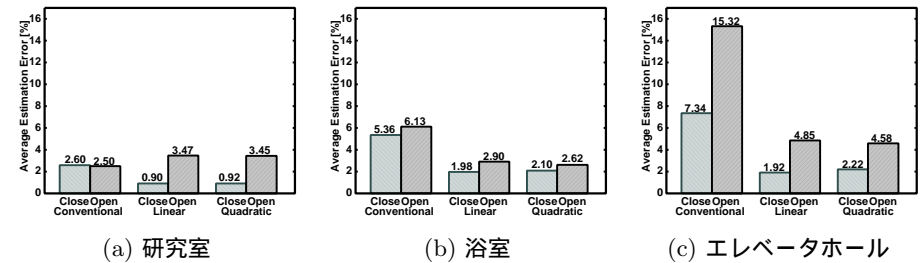 Average Estimation Error [%]
16
14
12
10
8
6
4
2
0
2.60 2.50 0.90 3.47 0.92 3.45
Close Open Close Open Close Open
Conventional Linear Quadratic
(a) 研究室
Average Estimation Error [%]
16
14
12
10
8
6
4
2
0
5.36 6.13 1.98 2.90 2.10 2.62
Close Open Close Open Close Open
Conventional Linear Quadratic
(b) 浴室
Average Estimation Error [%]
16
14
12
10
8
6
4
2
0
7.34 15.32 1.92 4.85 2.22 4.58
Close Open Close Open Close Open
Conventional Linear Quadratic
(c) エレベータホール